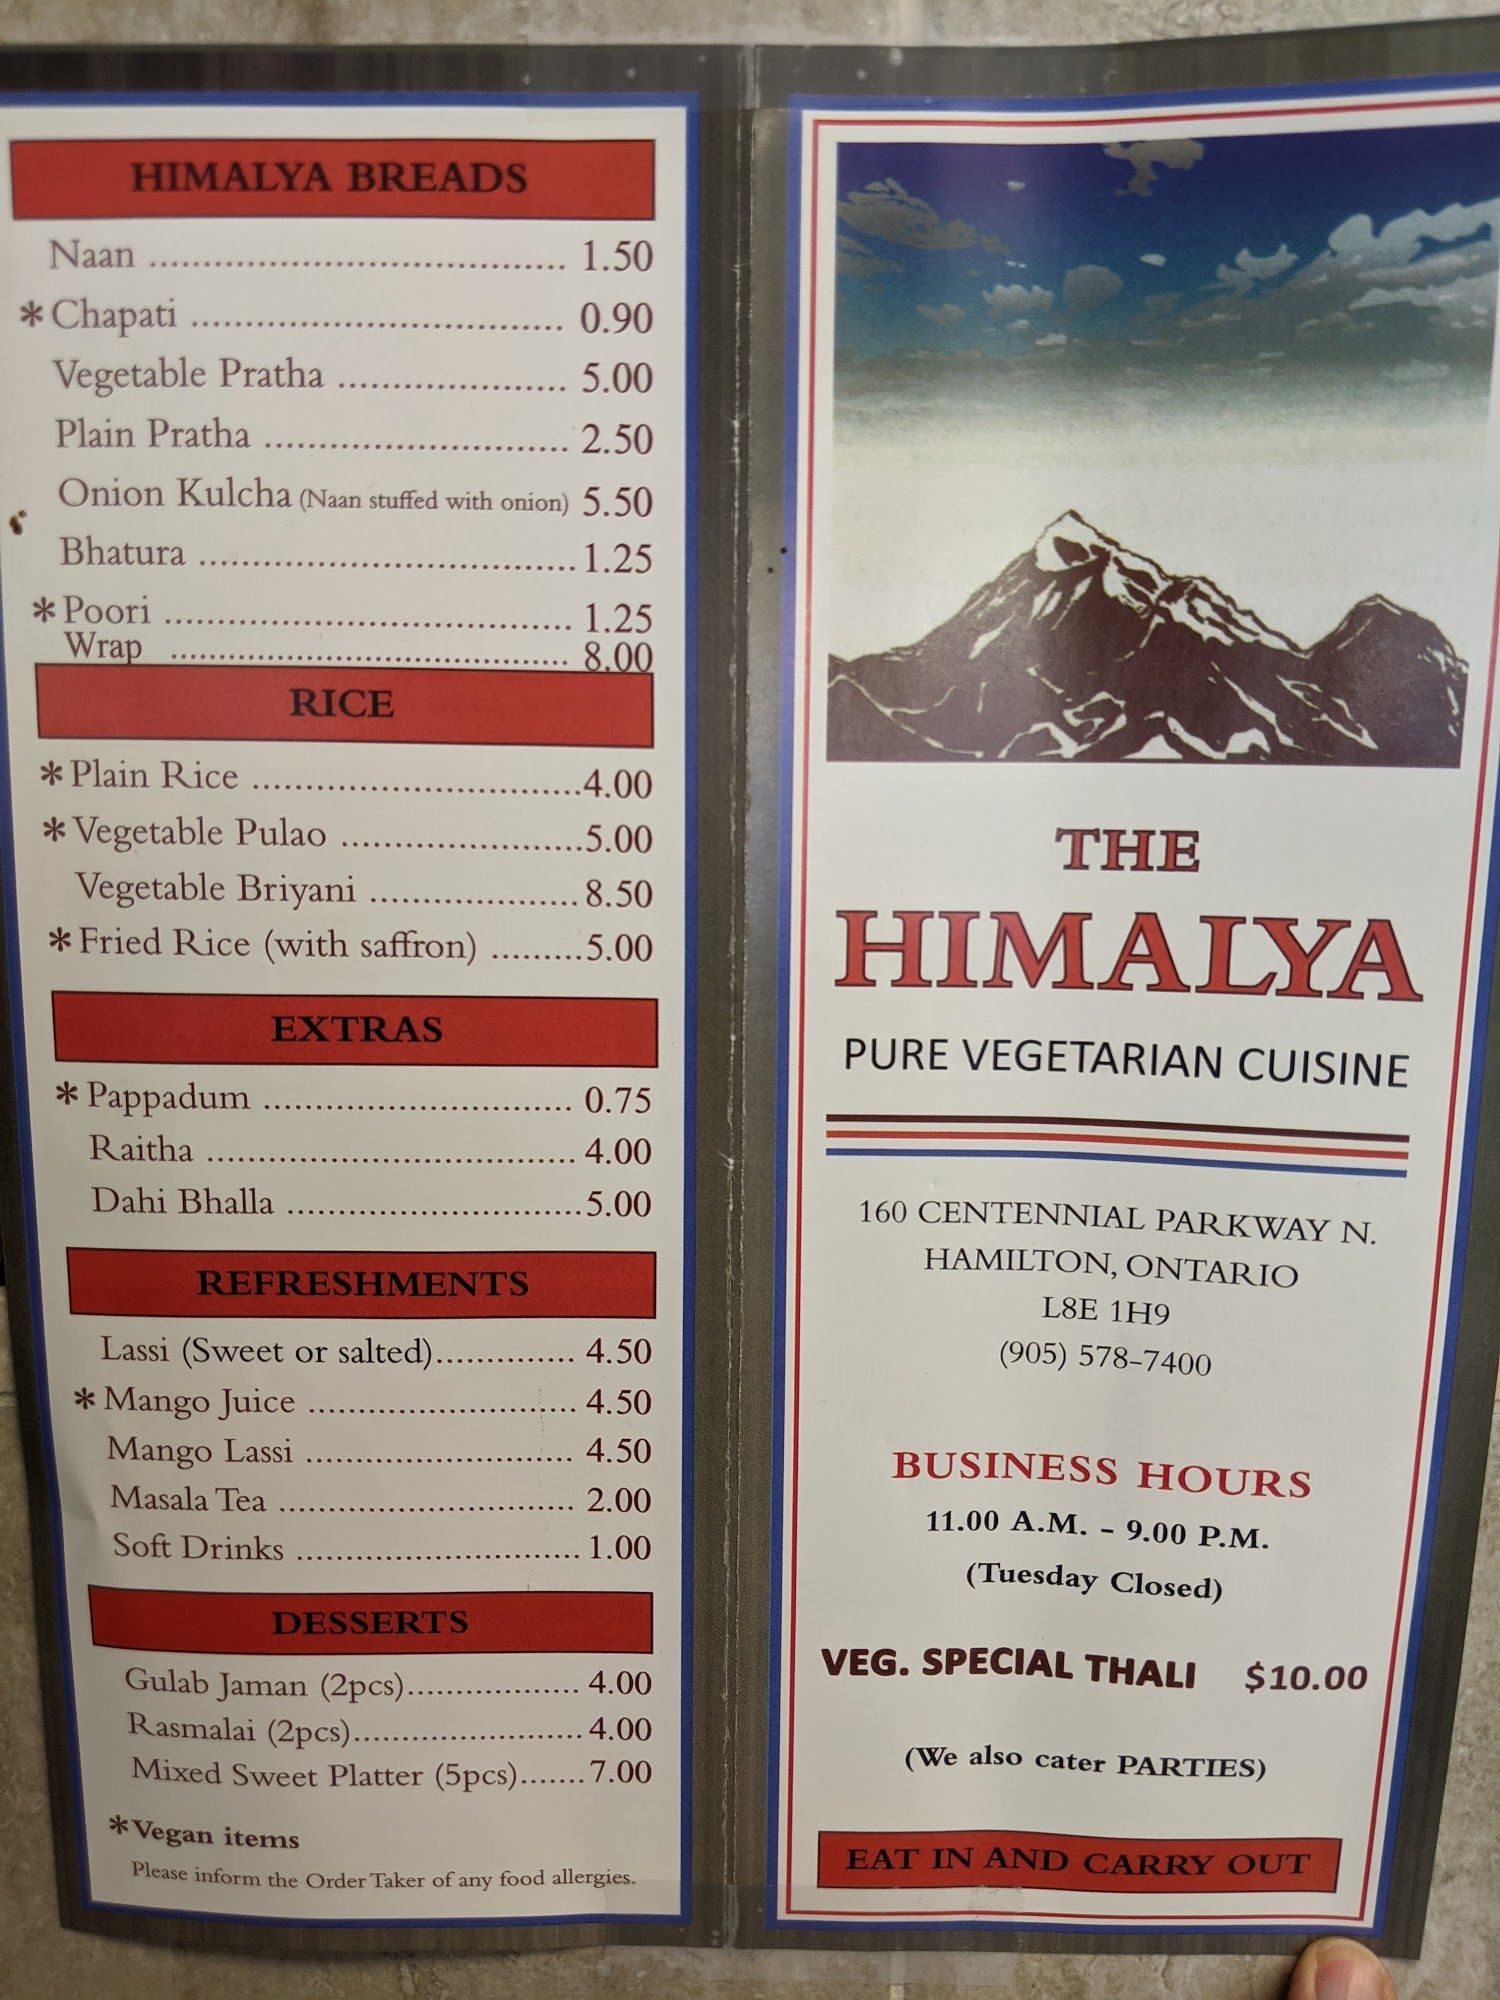 HIMALYA BREADS
Naan ........................................ 1.50
* Chapati .................................... 0.90
Vegetable Pratha ...................... 5.00
Plain Pratha ............................. 2.50
Onion Kulcha (Naan stuffed with onion) 5.50
Bhatura .................................... 1.25
* Poori ....................................... 1.25
Wrap ........................................ 8.00
RICE
* Plain Rice ...............................4.00
* Vegetable Pulao .......................5.00
Vegetable Briyani ....................8.50
* Fried Rice (with saffron) .........5.00
EXTRAS
* Pappadum .............................. 0.75
Raitha .................................... 4.00
Dahi Bhalla .............................5.00
REFRESHMENTS
Lassi (Sweet or salted).............. 4.50
* Mango Juice ........................... 4.50
Mango Lassi ........................... 4.50
Masala Tea .............................. 2.00
Soft Drinks ............................. 1.00
DESSERTS
Gulab Jaman (2pcs)................. 4.00
Rasmalai (2pcs).......................4.00
Mixed Sweet Platter (5pcs).......7.00
*Vegan items
Please inform the Order Taker of any food allergies.
THE
HIMALYA
PURE VEGETARIAN CUISINE
160 CENTENNIAL PARKWAY N.
HAMILTON, ONTARIO
L8E 1H9
(905) 578-7400
BUSINESS HOURS
11.00 A.M. - 9.00 P.M.
(Tuesday Closed)
VEG. SPECIAL THALI $10.00
(We also cater PARTIES)
EAT IN AND CARRY OUT